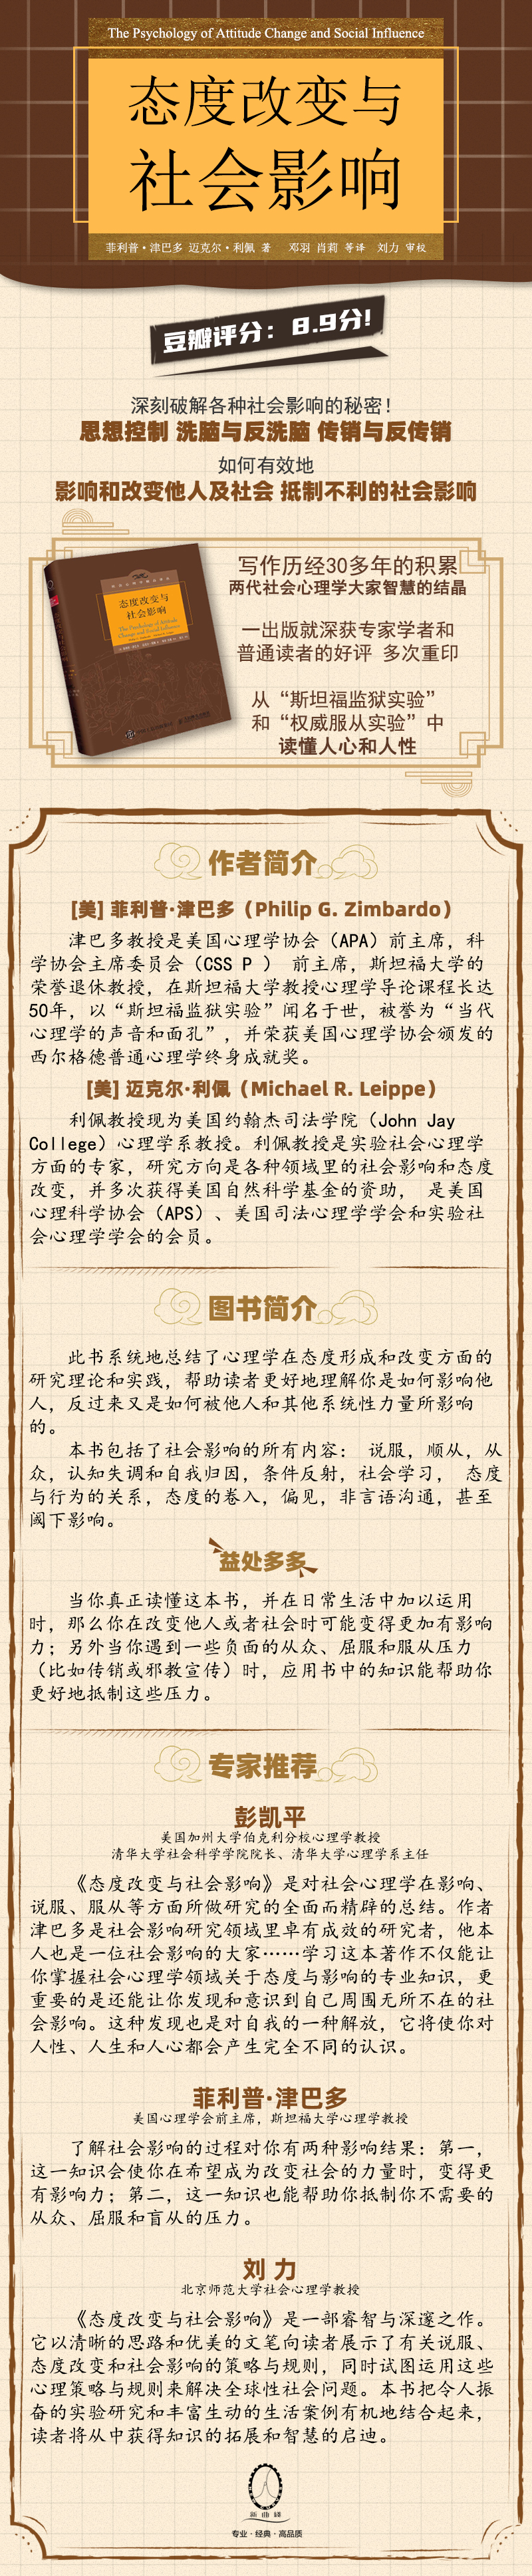 The Psychology of Attitude Change and Social Influence
态度改变与
社会影响
菲利普·津巴多 迈克尔·利佩 著 邓羽 肖莉 等译 刘力 审校
豆瓣评分：8.9分!
深刻破解各种社会影响的秘密！
思想控制 洗脑与反洗脑 传销与反传销
如何有效地
影响和改变他人及社会 抵制不利的社会影响
态度改变与
社会影响
The Psychology of Attitude
Change and Social Influence
写作历经30多年的积累
两代社会心理学大家智慧的结晶
一出版就深获专家学者和
普通读者的好评 多次重印
从“斯坦福监狱实验”
和“权威服从实验”中
读懂人心和人性
作者简介
[美] 菲利普·津巴多（Philip G. Zimbardo）
津巴多教授是美国心理学协会（APA）前主席，科
学协会主席委员会（CSS P ） 前主席，斯坦福大学的
荣誉退休教授，在斯坦福大学教授心理学导论课程长达
50年，以“斯坦福监狱实验”闻名于世，被誉为“当代
心理学的声音和面孔”，并荣获美国心理学协会颁发的
西尔格德普通心理学终身成就奖。
[美] 迈克尔·利佩（Michael R. Leippe）
利佩教授现为美国约翰杰司法学院（John Jay
College）心理学系教授。利佩教授是实验社会心理学
方面的专家，研究方向是各种领域里的社会影响和态度
改变，并多次获得美国自然科学基金的资助， 是美国
心理科学协会（APS）、美国司法心理学学会和实验社
会心理学学会的会员。
图书简介
此书系统地总结了心理学在态度形成和改变方面的
研究理论和实践，帮助读者更好地理解你是如何影响他
人，反过来又是如何被他人和其他系统性力量所影响
的。
本书包括了社会影响的所有内容： 说服，顺从，从
众，认知失调和自我归因，条件反射，社会学习， 态度
与行为的关系，态度的卷入，偏见，非言语沟通，甚至
阈下影响。
益处多多
当你真正读懂这本书，并在日常生活中加以运用
时，那么你在改变他人或者社会时可能变得更加有影响
力；另外当你遇到一些负面的从众、屈服和服从压力
（比如传销或邪教宣传）时，应用书中的知识能帮助你
更好地抵制这些压力。
专家推荐
彭凯平
美国加州大学伯克利分校心理学教授
清华大学社会科学学院院长、清华大学心理学系主任
《态度改变与社会影响》是对社会心理学在影响、
说服、服从等方面所做研究的全面而精辟的总结。作者
津巴多是社会影响研究领域里卓有成效的研究者，他本
人也是一位社会影响的大家……学习这本著作不仅能让
你掌握社会心理学领域关于态度与影响的专业知识，更
重要的是还能让你发现和意识到自己周围无所不在的社
会影响。这种发现也是对自我的一种解放，它将使你对
人性、人生和人心都会产生完全不同的认识。
菲利普·津巴多
美国心理学会前主席，斯坦福大学心理学教授
了解社会影响的过程对你有两种影响结果：第一，
这一知识会使你在希望成为改变社会的力量时，变得更
有影响力；第二，这一知识也能帮助你抵制你不需要的
从众、屈服和盲从的压力。
刘 力
北京师范大学社会心理学教授
《态度改变与社会影响》是一部睿智与深邃之作。
它以清晰的思路和优美的文笔向读者展示了有关说服、
态度改变和社会影响的策略与规则，同时试图运用这些
心理策略与规则来解决全球性社会问题。本书把令人振
奋的实验研究和丰富生动的生活案例有机地结合起来，
读者将从中获得知识的拓展和智慧的启迪。
新曲线
专业·经典·高品质